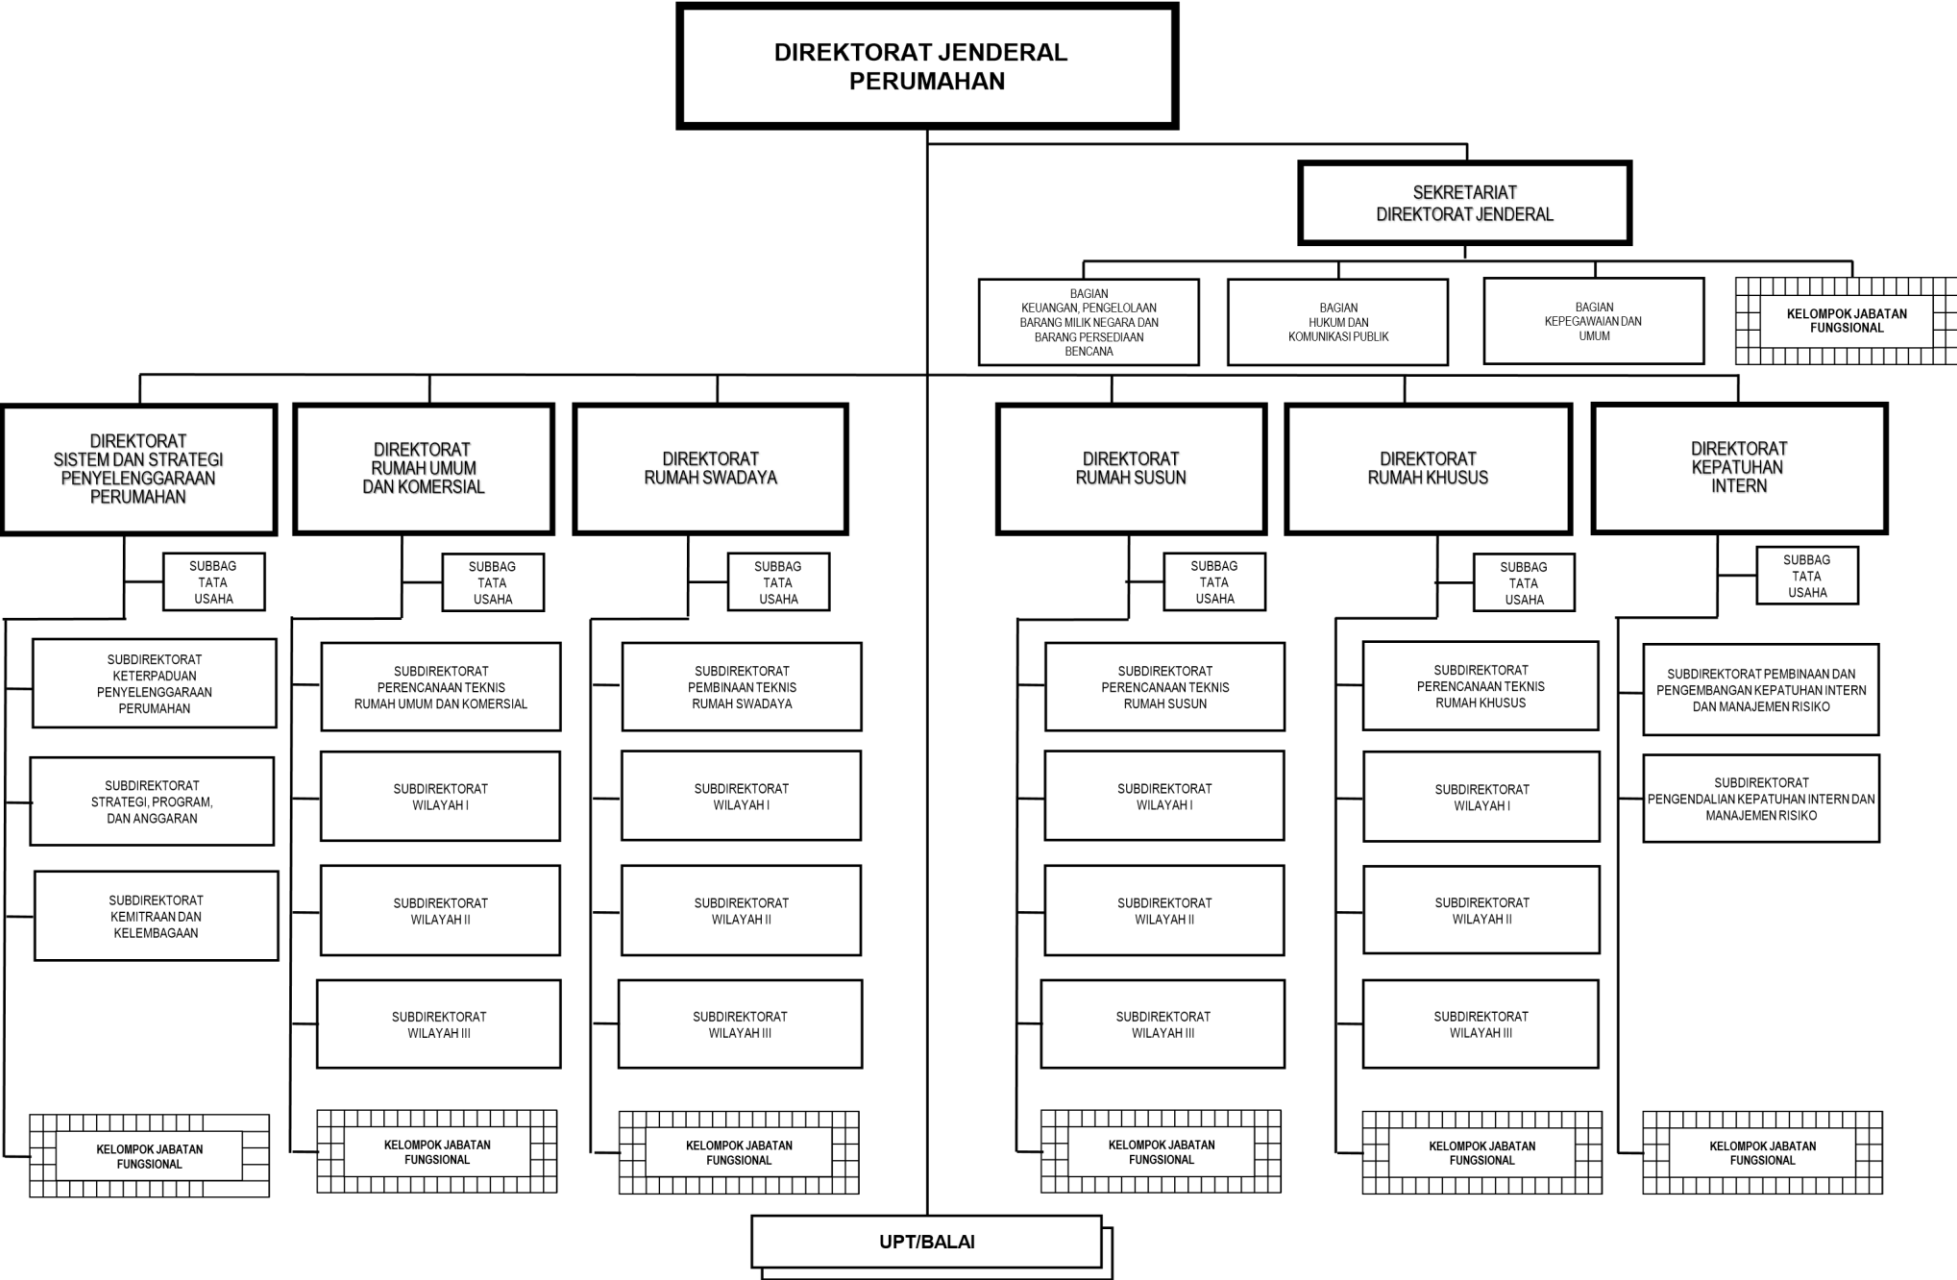 DIREKTORAT JENDERAL
PERUMAHAN
SEKRETARIAT
DIREKTORAT JENDERAL
BAGIAN
KEUANGAN, PENGELOLAAN
BARANG MILIK NEGARA DAN
BARANG PERSEDIAAN
BENCANA
BAGIAN
HUKUM DAN
KOMUNIKASI PUBLIK
BAGIAN
KEPEGAWAIAN DAN
UMUM
KELOMPOK JABATAN
FUNGSIONAL
DIREKTORAT
SISTEM DAN STRATEGI
PENYELENGGARAAN
PERUMAHAN
DIREKTORAT
RUMAH UMUM
DAN KOMERSIAL
DIREKTORAT
RUMAH SWADAYA
DIREKTORAT
RUMAH SUSUN
DIREKTORAT
RUMAH KHUSUS
DIREKTORAT
KEPATUHAN
INTERN
SUBBAG
TATA
USAHA
SUBBAG
TATA
USAHA
SUBBAG
TATA
USAHA
SUBBAG
TATA
USAHA
SUBBAG
TATA
USAHA
SUBBAG
TATA
USAHA
SUBDIREKTORAT
KETERPADUAN
PENYELENGGARAAN
PERUMAHAN
SUBDIREKTORAT
PERENCANAAN TEKNIS
RUMAH UMUM DAN KOMERSIAL
SUBDIREKTORAT
PEMBINAAN TEKNIS
RUMAH SWADAYA
SUBDIREKTORAT
PERENCANAAN TEKNIS
RUMAH SUSUN
SUBDIREKTORAT
PERENCANAAN TEKNIS
RUMAH KHUSUS
SUBDIREKTORAT PEMBINAAN DAN
PENGEMBANGAN KEPATUHAN INTERN
DAN MANAJEMEN RISIKO
SUBDIREKTORAT
STRATEGI, PROGRAM,
DAN ANGGARAN
SUBDIREKTORAT
WILAYAH I
SUBDIREKTORAT
WILAYAH I
SUBDIREKTORAT
WILAYAH I
SUBDIREKTORAT
WILAYAH I
SUBDIREKTORAT
PENGENDALIAN KEPATUHAN INTERN DAN
MANAJEMEN RISIKO
SUBDIREKTORAT
KEMITRAAN DAN
KELEMBAGAAN
SUBDIREKTORAT
WILAYAH II
SUBDIREKTORAT
WILAYAH II
SUBDIREKTORAT
WILAYAH II
SUBDIREKTORAT
WILAYAH II
SUBDIREKTORAT
WILAYAH III
SUBDIREKTORAT
WILAYAH III
SUBDIREKTORAT
WILAYAH III
SUBDIREKTORAT
WILAYAH III
KELOMPOK JABATAN
FUNGSIONAL
KELOMPOK JABATAN
FUNGSIONAL
KELOMPOK JABATAN
FUNGSIONAL
KELOMPOK JABATAN
FUNGSIONAL
KELOMPOK JABATAN
FUNGSIONAL
KELOMPOK JABATAN
FUNGSIONAL
UPT/BALAI